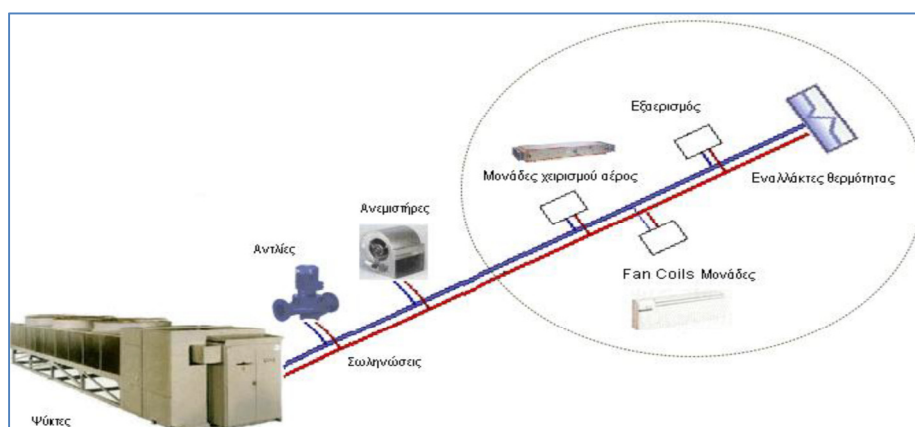 Εξαερισμός
Μονάδες χειρισμού αέρος
Εναλλάκτες θερμότητας
Ανεμιστήρες
Αντλίες
Fan Coils Μονάδες
Σωληνώσεις
Ψύκτες